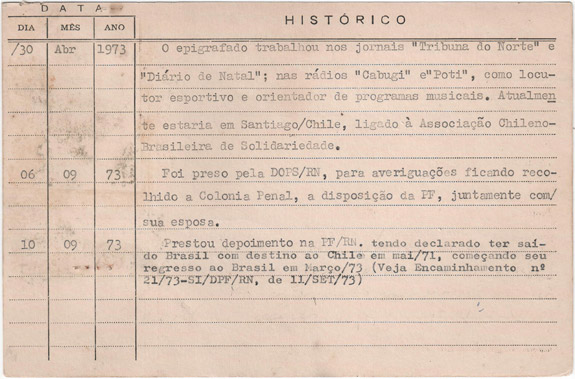 DATA
HISTÓRICO
DIA MÊS ANO
/30 Abr 1973 O epigrafado trabalhou nos jornais "Tribuna do Norte" e
"Diário de Natal"; nas rádios "Cabugi" e"Poti", como locu-
tor esportivo e orientador de programas musicais. Atualmen
te estaria em Santiago/Chile, ligado à Associação Chileno-
Brasileira de Solidariedade.
06 09 73 Foi preso pela DOPS/RN, para averiguações ficando reco-
lhido a Colonia Penal, a disposição da PF, juntamente com/
sua esposa.
10 09 73 Prestou depoimento na PF/RN. tendo declarado ter saí-
do Brasil com destino ao Chile em mai/71, começando seu
regresso ao Brasil em Março/73 (Veja Encaminhamento nº
21/73-SI/DPF/RN, de 11/SET/73)